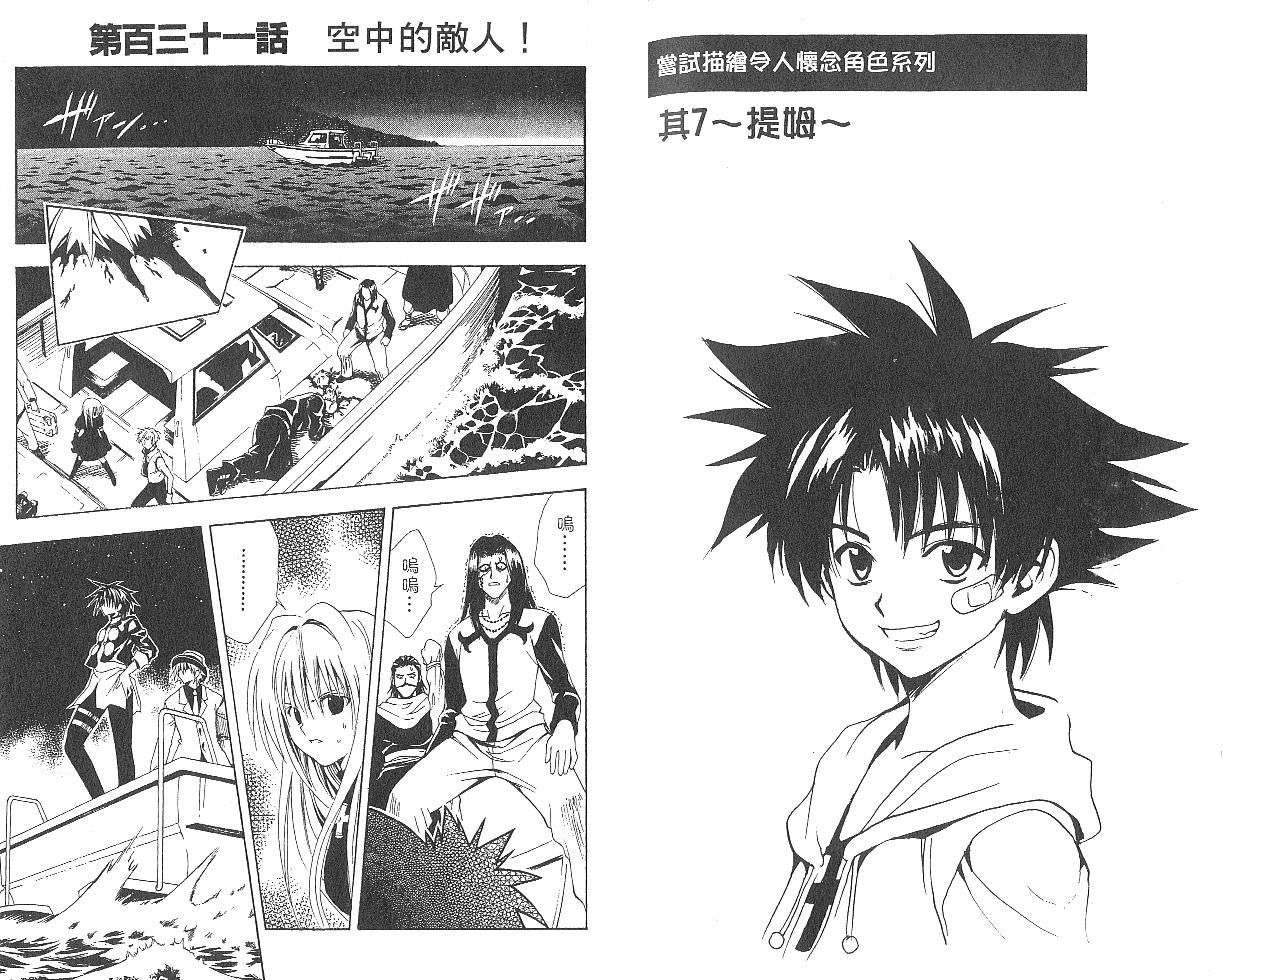 嘗試描繪令人懷念角色系列
其7～提姆～
第百三十一話 空中的敵人！
ザァン…
ザ ザァ…
嗚……
嗚嗚…
…………